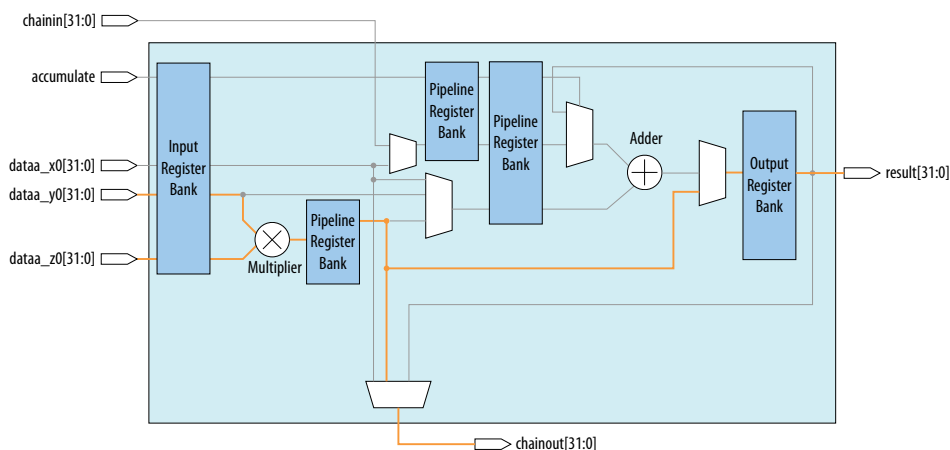 chainin[31:0]
accumulate
dataa_x0[31:0]
dataa_y0[31:0]
dataa_z0[31:0]
Input
Register
Bank
Multiplier
Pipeline
Register
Bank
Pipeline
Register
Bank
Pipeline
Register
Bank
Adder
Output
Register
Bank
result[31:0]
chainout[31:0]